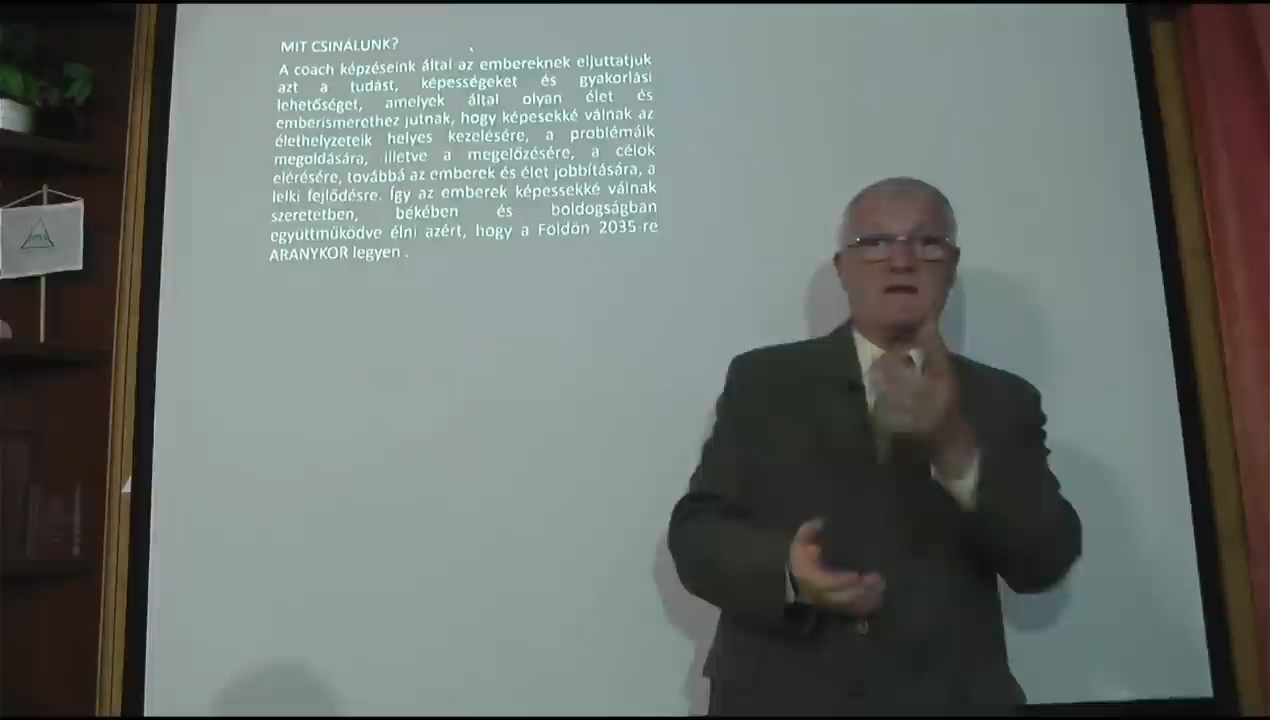 MIT CSINÁLUNK?
A coach képzéseink által az embereknek eljuttatjuk
azt a tudást, képességeket és gyakorlási
lehetőséget, amelyek által olyan élet és
emberismerethez jutnak, hogy képesekké válnak az
élethelyzeteik helyes kezelésére, a problémáik
megoldására, illetve a megelőzésére, a célok
elérésére, továbbá az emberek és élet jobbítására, a
lelki fejlődésre. Így az emberek képessekké válnak
szeretetben, békében és boldogságban
együttműködve élni azért, hogy a Földön 2035-re
ARANYKOR legyen .